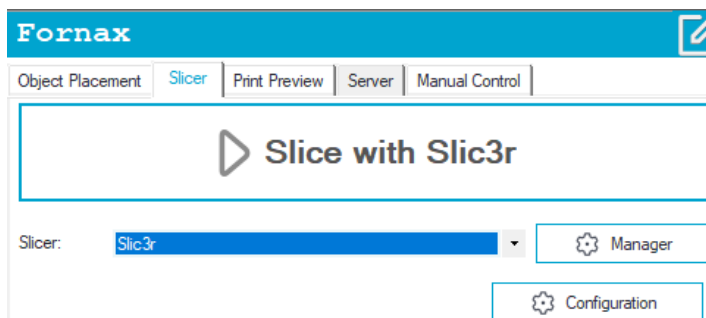 Fornax
Object Placement Slicer Print Preview Server Manual Control
Slice with Slic3r
Slicer: Slic3r Manager
Configuration